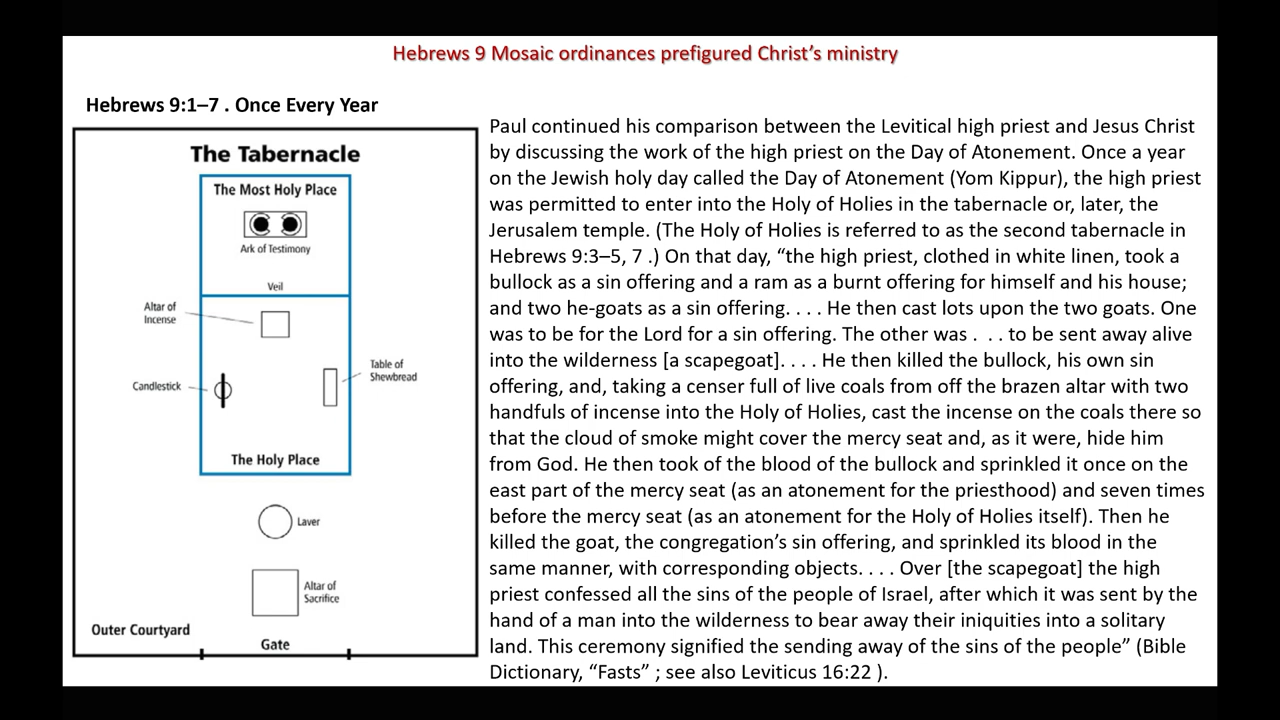 Hebrews 9 Mosaic ordinances prefigured Christ’s ministry
Hebrews 9:1–7 . Once Every Year
The Tabernacle
The Most Holy Place
Ark of Testimony
Veil
Altar of
Incense
Candlestick
Table of
Shewbread
The Holy Place
Laver
Altar of
Sacrifice
Outer Courtyard
Gate
Paul continued his comparison between the Levitical high priest and Jesus Christ
by discussing the work of the high priest on the Day of Atonement. Once a year
on the Jewish holy day called the Day of Atonement (Yom Kippur), the high priest
was permitted to enter into the Holy of Holies in the tabernacle or, later, the
Jerusalem temple. (The Holy of Holies is referred to as the second tabernacle in
Hebrews 9:3–5, 7 .) On that day, “the high priest, clothed in white linen, took a
bullock as a sin offering and a ram as a burnt offering for himself and his house;
and two he-goats as a sin offering. . . . He then cast lots upon the two goats. One
was to be for the Lord for a sin offering. The other was . . . to be sent away alive
into the wilderness [a scapegoat]. . . . He then killed the bullock, his own sin
offering, and, taking a censer full of live coals from off the brazen altar with two
handfuls of incense into the Holy of Holies, cast the incense on the coals there so
that the cloud of smoke might cover the mercy seat and, as it were, hide him
from God. He then took of the blood of the bullock and sprinkled it once on the
east part of the mercy seat (as an atonement for the priesthood) and seven times
before the mercy seat (as an atonement for the Holy of Holies itself). Then he
killed the goat, the congregation’s sin offering, and sprinkled its blood in the
same manner, with corresponding objects. . . . Over [the scapegoat] the high
priest confessed all the sins of the people of Israel, after which it was sent by the
hand of a man into the wilderness to bear away their iniquities into a solitary
land. This ceremony signified the sending away of the sins of the people” (Bible
Dictionary, “Fasts” ; see also Leviticus 16:22 ).